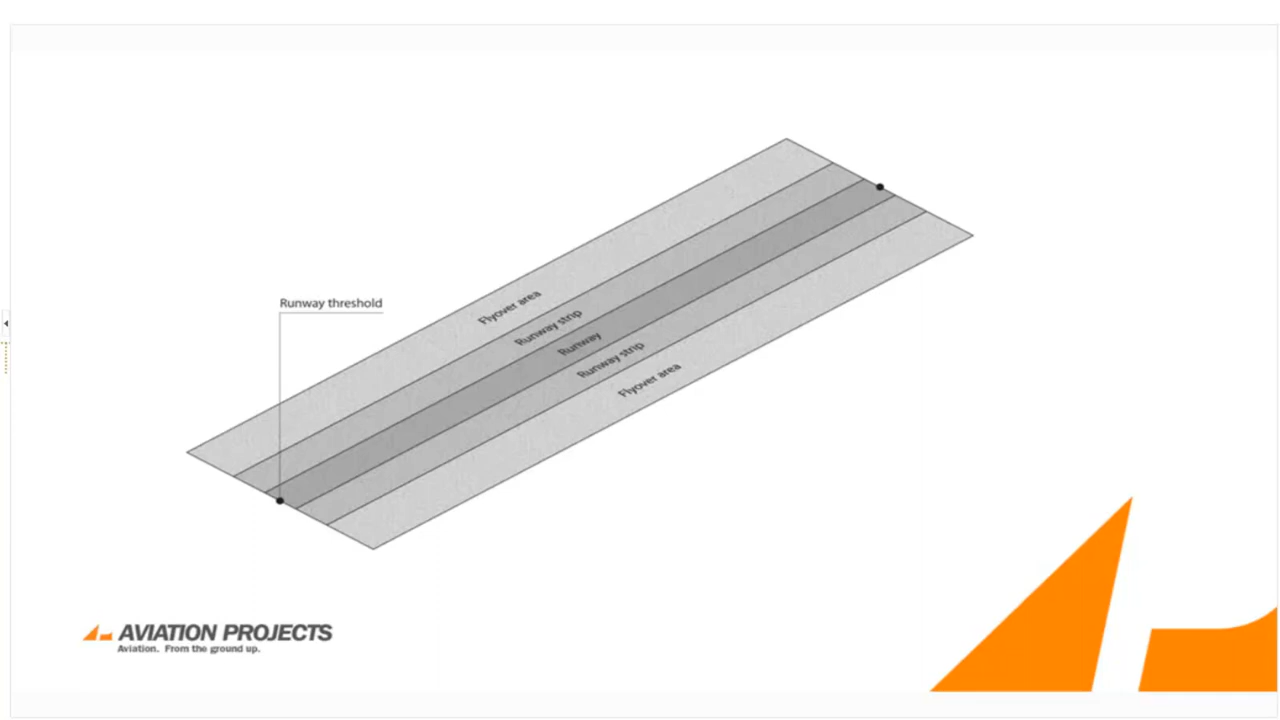 Runway threshold
Flyover area
Runway strip
Runway
Runway strip
Flyover area
AVIATION PROJECTS
Aviation. From the ground up.